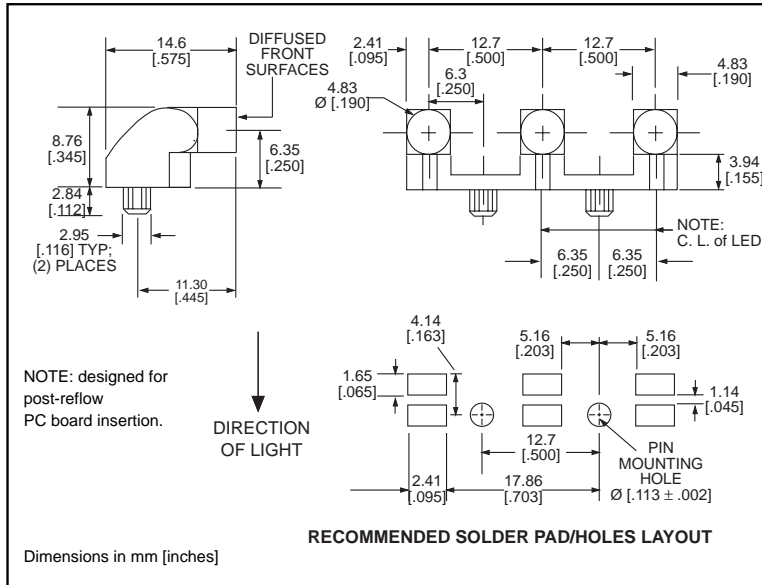 14.6
[.575]
DIFFUSED
FRONT
SURFACES
8.76
[.345]
6.35
[.250]
2.84
[.112]
2.95
[.116] TYP;
(2) PLACES
11.30
[.445]
2.41
[.095]
12.7
[.500]
12.7
[.500]
4.83
[.190]
6.3
[.250]
4.83
Ø [.190]
3.94
[.155]
NOTE:
C. L. of LED
6.35
[.250]
6.35
[.250]
NOTE: designed for
post-reflow
PC board insertion.
DIRECTION
OF LIGHT
4.14
[.163]
5.16
[.203]
5.16
[.203]
1.65
[.065]
1.14
[.045]
12.7
[.500]
PIN
MOUNTING
HOLE
Ø [.113 ± .002]
2.41
[.095]
17.86
[.703]
RECOMMENDED SOLDER PAD/HOLES LAYOUT
Dimensions in mm [inches]